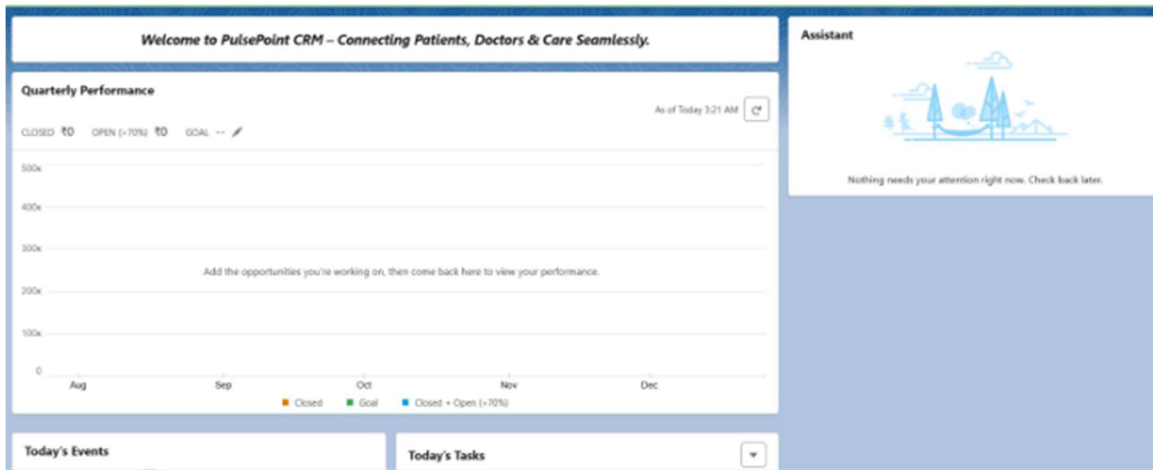 Welcome to PulsePoint CRM – Connecting Patients, Doctors & Care Seamlessly.
Assistant
Quarterly Performance
As of Today 3:21 AM
CLOSED ₹0 OPEN (>70%) ₹0 GOAL --
Nothing needs your attention right now. Check back later.
500K
400K
300K
Add the opportunities you're working on, then come back here to view your performance.
200K
100K
0
Aug Sep Oct Nov Dec
Closed Goal Closed + Open (>70%)
Today's Events
Today's Tasks